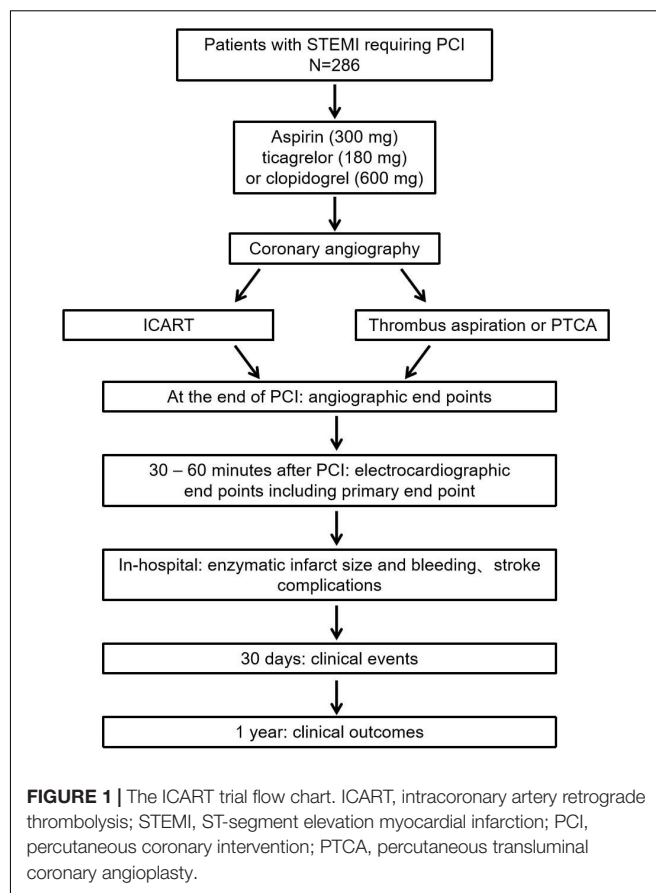 Patients with STEMI requiring PCI
N=286
Aspirin (300 mg)
ticagrelor (180 mg)
or clopidogrel (600 mg)
Coronary angiography
ICART
Thrombus aspiration or PTCA
At the end of PCI: angiographic end points
30 – 60 minutes after PCI: electrocardiographic
end points including primary end point
In-hospital: enzymatic infarct size and bleeding、stroke
complications
30 days: clinical events
1 year: clinical outcomes
FIGURE 1 | The ICART trial flow chart. ICART, intracoronary artery retrograde
thrombolysis; STEMI, ST-segment elevation myocardial infarction; PCI,
percutaneous coronary intervention; PTCA, percutaneous transluminal
coronary angioplasty.